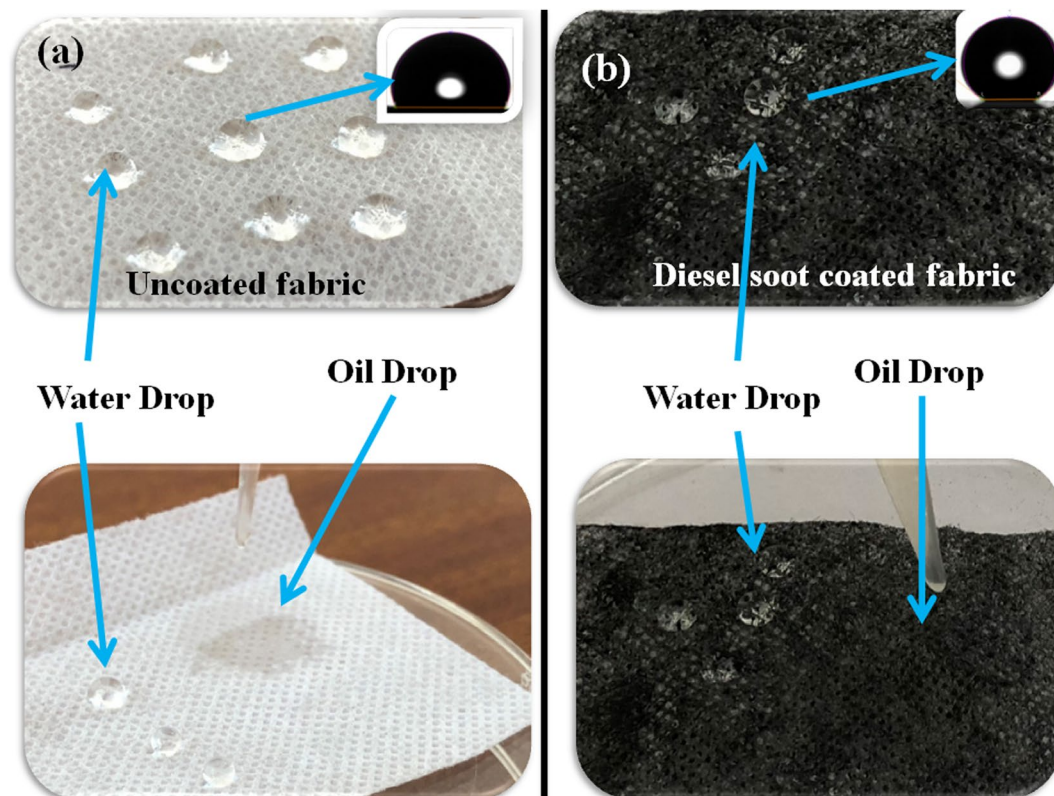 (a)
Uncoated fabric
Water Drop
Oil Drop
(b)
Diesel soot coated fabric
Water Drop
Oil Drop